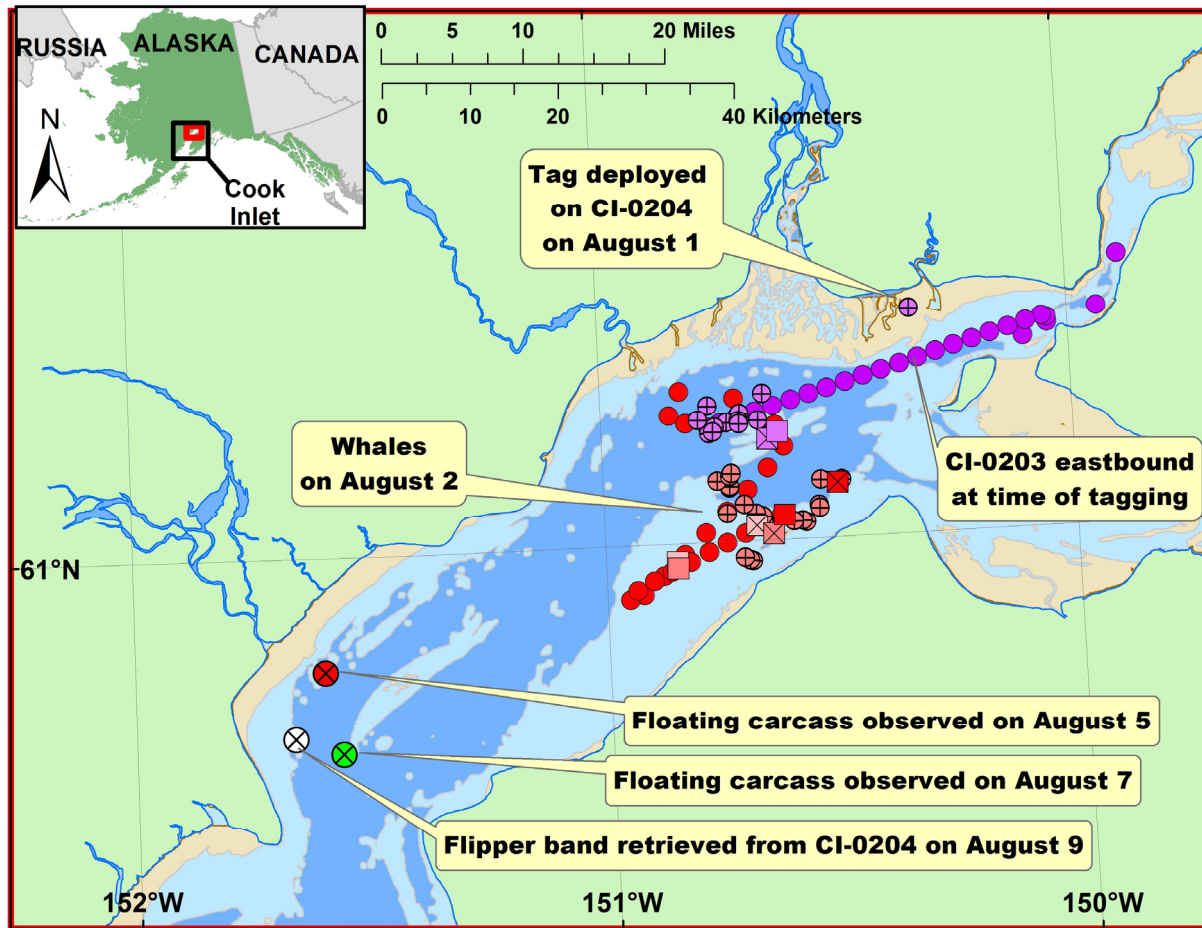 RUSSIA
ALASKA
CANADA
N
Cook
Inlet
0 5 10 20 Miles
0 10 20 40 Kilometers
Tag deployed
on CI-0204
on August 1
Whales
on August 2
CI-0203 eastbound
at time of tagging
61°N
Floating carcass observed on August 5
Floating carcass observed on August 7
Flipper band retrieved from CI-0204 on August 9
152°W
151°W
150°W